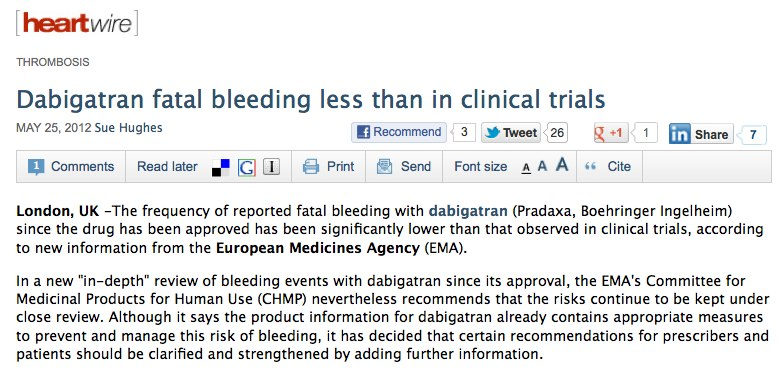 [heartwire]
THROMBOSIS
Dabigatran fatal bleeding less than in clinical trials
MAY 25, 2012 Sue Hughes
Recommend 3 Tweet 26 g +1 1 in Share 7
1 Comments Read later G I Print Send Font size A A A “ Cite
London, UK –The frequency of reported fatal bleeding with dabigatran (Pradaxa, Boehringer Ingelheim)
since the drug has been approved has been significantly lower than that observed in clinical trials, according
to new information from the European Medicines Agency (EMA).
In a new "in-depth" review of bleeding events with dabigatran since its approval, the EMA's Committee for
Medicinal Products for Human Use (CHMP) nevertheless recommends that the risks continue to be kept under
close review. Although it says the product information for dabigatran already contains appropriate measures
to prevent and manage this risk of bleeding, it has decided that certain recommendations for prescribers and
patients should be clarified and strengthened by adding further information.